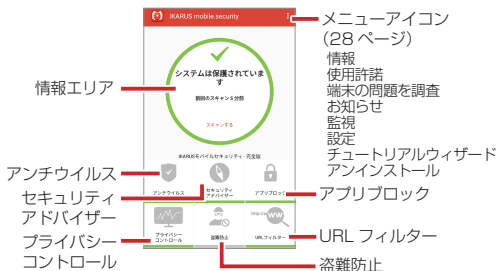 IKARUS mobile.security
メニューアイコン
（28 ページ）
情報
使用許諾
端末の問題を調査
お知らせ
監視
設定
チュートリアルウィザード
アンインストール
情報エリア
システムは保護されていま
す
前回のスキャン 5 分前
スキャンする
IKARUSモバイルセキュリティ - 完全版
アンチウイルス
セキュリティ
アドバイザー
プライバシー
コントロール
アンチウイルス
セキュリティ
アドバイザー
アプリブロック
http://ww
WW
プライバシー
コントロール
盗難防止
URLフィルター
アプリブロック
URL フィルター
盗難防止